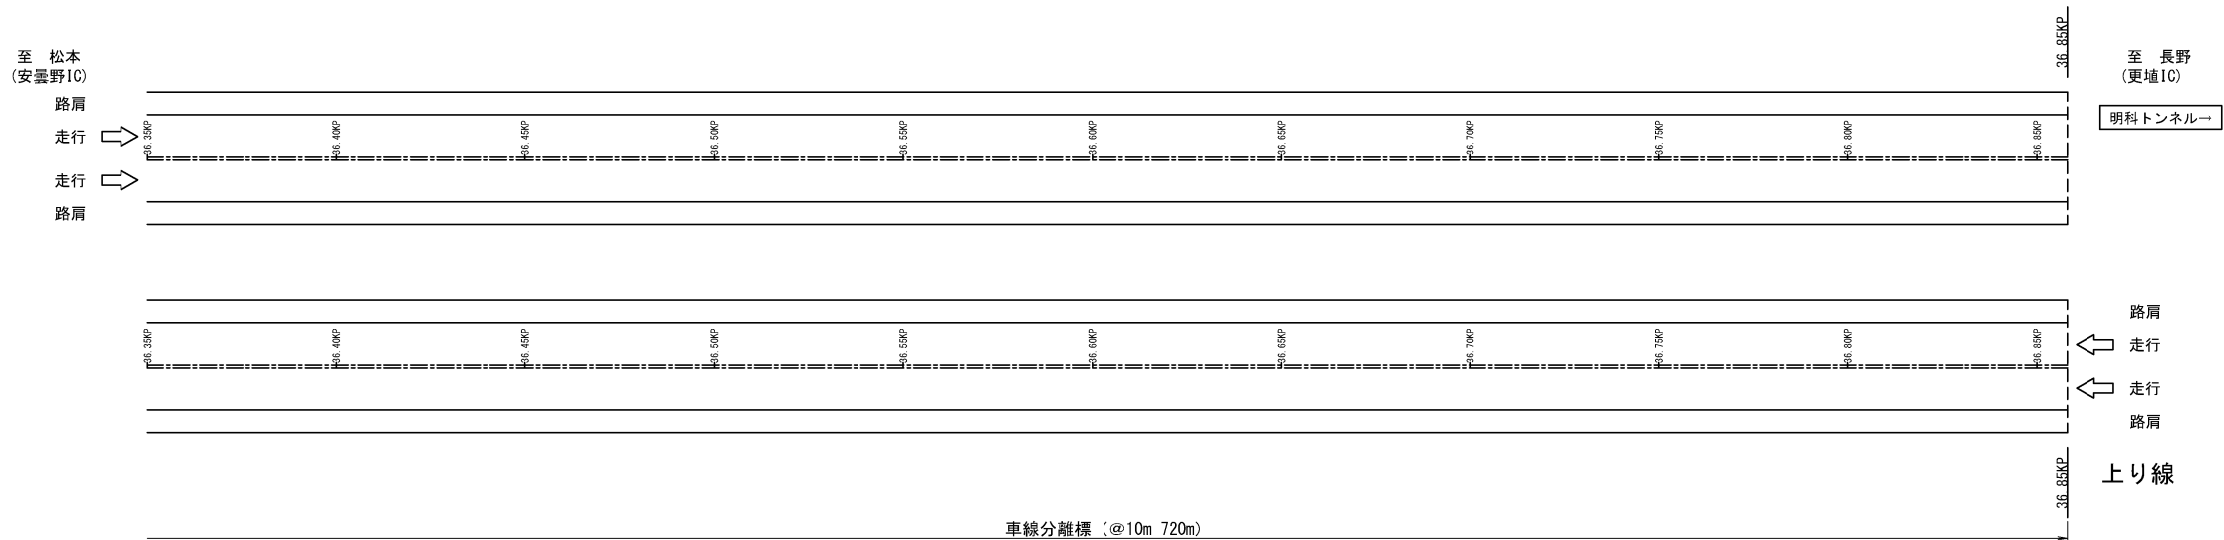 36 85KP
至　松本
(安曇野IC)
至　長野
(更埴IC)
路肩
走行
36.35KP
36.40KP
36.45KP
36.50KP
36.55KP
36.60KP
36.65KP
36.70KP
36.75KP
36.80KP
36.85KP
明科トンネル→
走行
路肩
路肩
36.35KP
36.40KP
36.45KP
36.50KP
36.55KP
36.60KP
36.65KP
36.70KP
36.75KP
36.80KP
36.85KP
走行
走行
路肩
36 85KP
上り線
車線分離標 (@10m 720m)